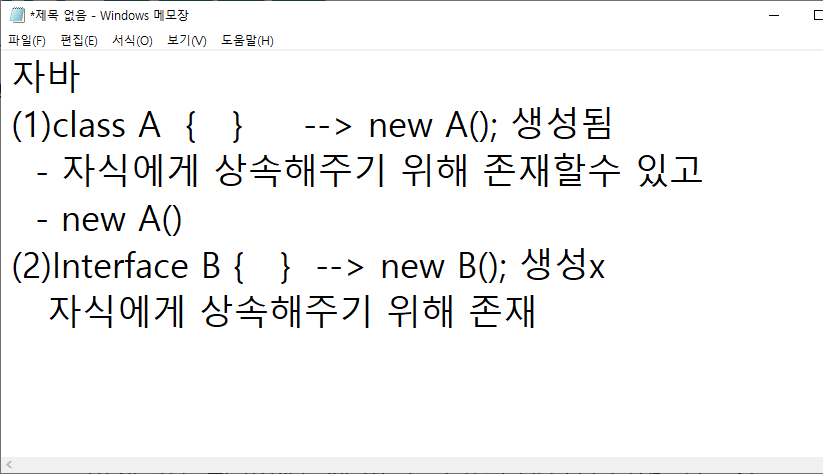 *제목 없음 - Windows 메모장
파일(F) 편집(E) 서식(O) 보기(V) 도움말(H)
자바
(1)class A { } --> new A(); 생성됨
- 자식에게 상속해주기 위해 존재할수 있고
- new A()
(2)Interface B { } --> new B(); 생성x
자식에게 상속해주기 위해 존재